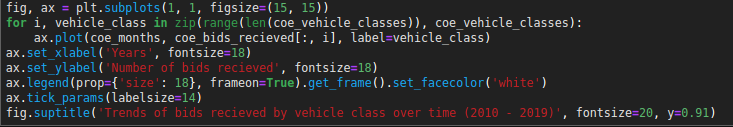 fig, ax = plt.subplots(1, 1, figsize=(15, 15))
for i, vehicle_class in zip(range(len(coe_vehicle_classes)), coe_vehicle_classes):
    ax.plot(coe_months, coe_bids_recieved[:, i], label=vehicle_class)
ax.set_xlabel('Years', fontsize=18)
ax.set_ylabel('Number of bids recieved', fontsize=18)
ax.legend(prop={'size': 18}, frameon=True).get_frame().set_facecolor('white')
ax.tick_params(labelsize=14)
fig.suptitle('Trends of bids recieved by vehicle class over time (2010 - 2019)', fontsize=20, y=0.91)